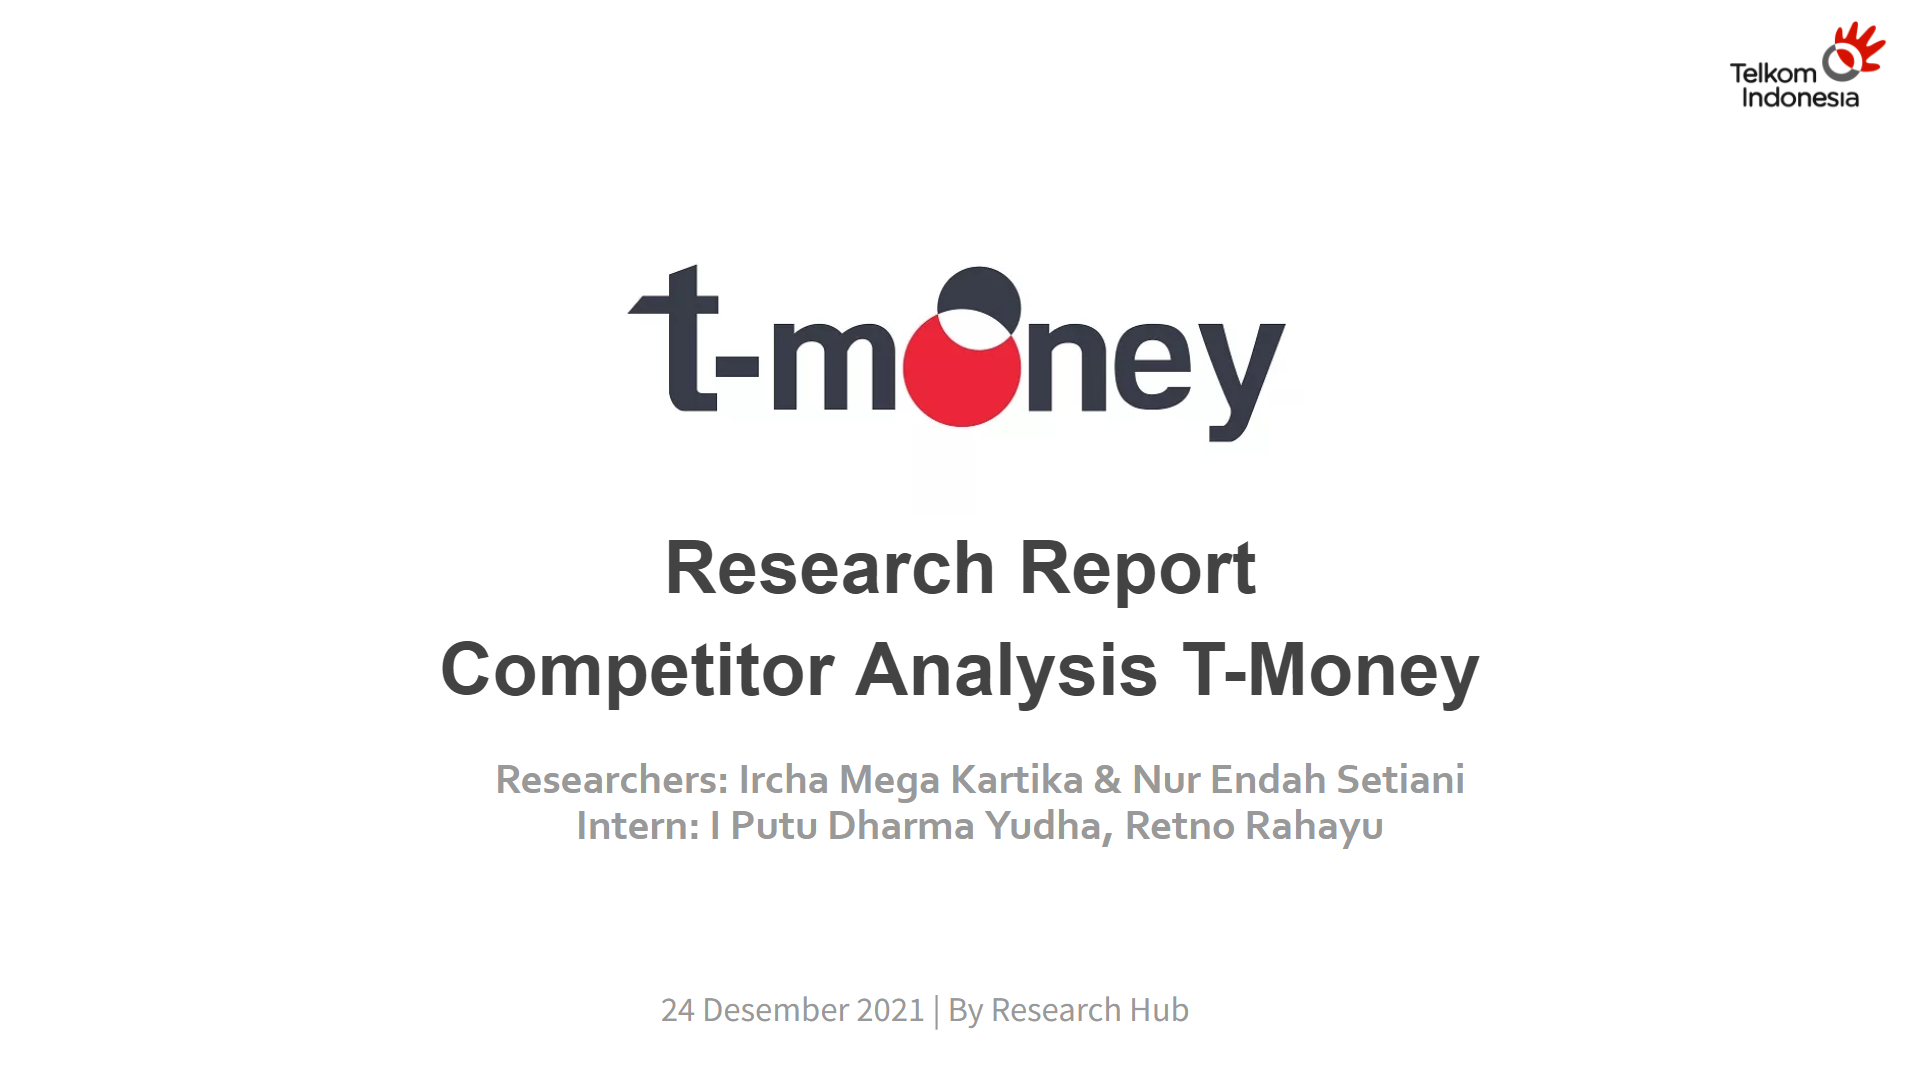 Telkom
Indonesia
t-money
Research Report
Competitor Analysis T-Money
Researchers: Ircha Mega Kartika & Nur Endah Setiani
Intern: I Putu Dharma Yudha, Retno Rahayu
24 Desember 2021 | By Research Hub